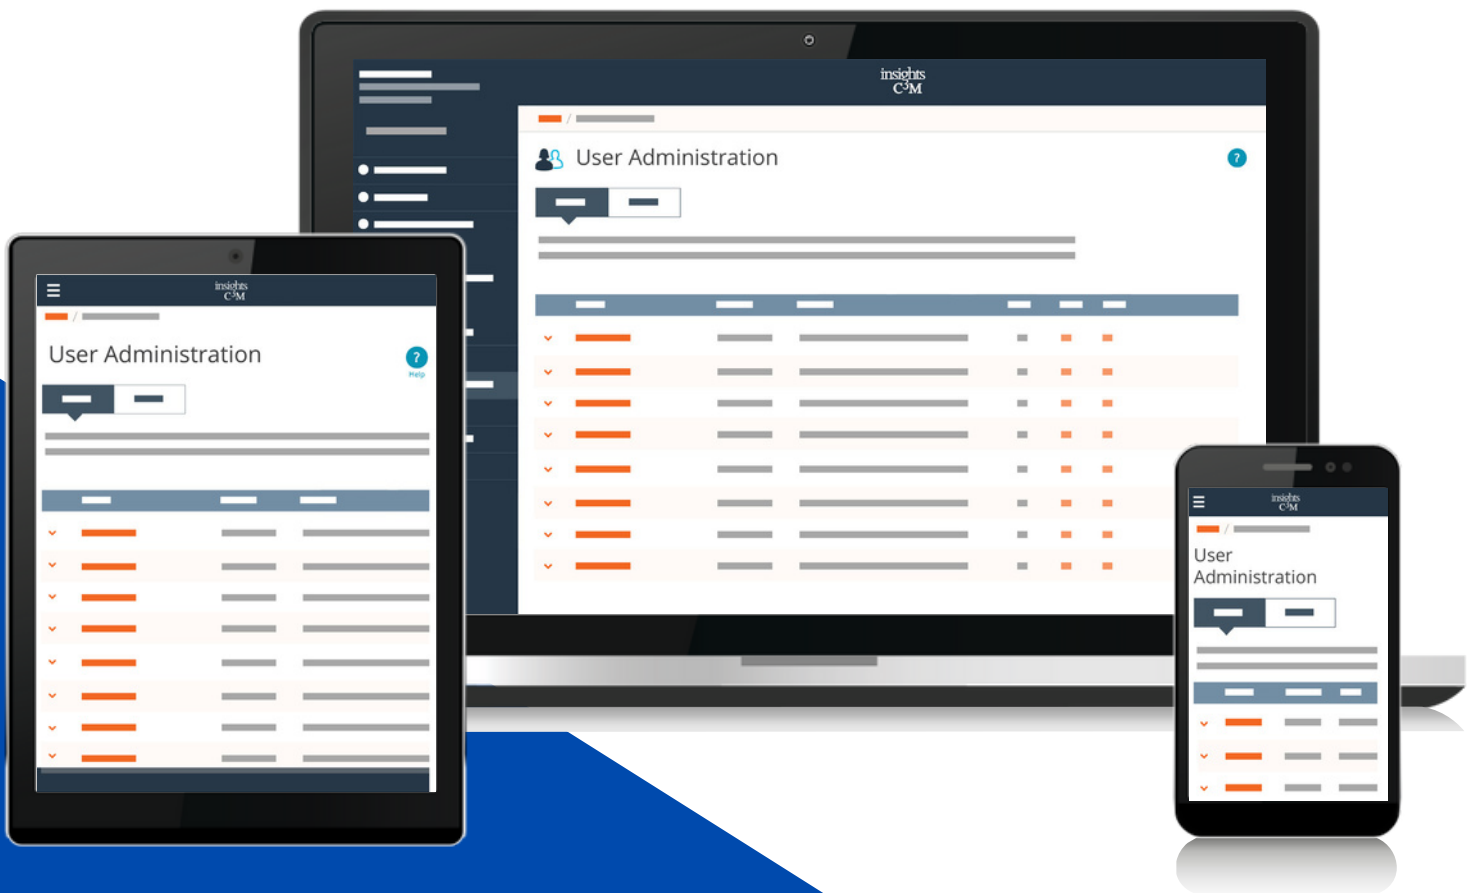 insights
C³M
/
User Administration
?
insights
C³M
/
User Administration
?
Help
insights
C³M
/
User
Administration